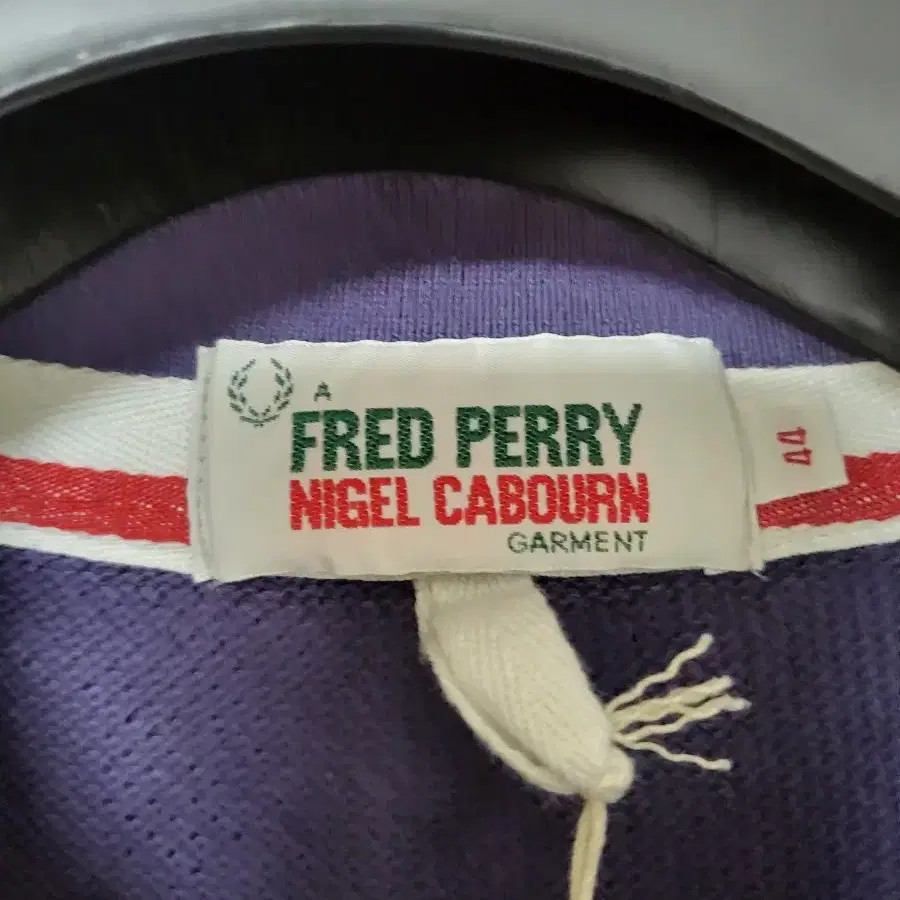 A
FRED PERRY
NIGEL CABOURN
GARMENT
44